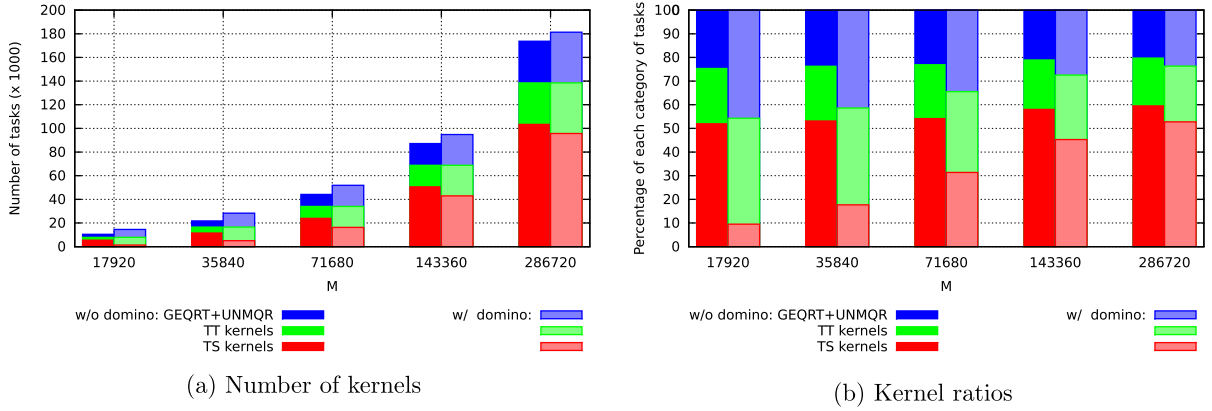 Number of tasks (x 1000)
200
180
160
140
120
100
80
60
40
20
0
17920 35840 71680 143360 286720
M
w/o domino: GEQRT+UNMQR w/ domino:
TT kernels
TS kernels
(a) Number of kernels
Percentage of each category of tasks
100
90
80
70
60
50
40
30
20
10
0
0
17920 35840 71680 143360 286720
M
w/o domino: GEQRT+UNMQR w/ domino:
TT kernels
TS kernels
(b) Kernel ratios